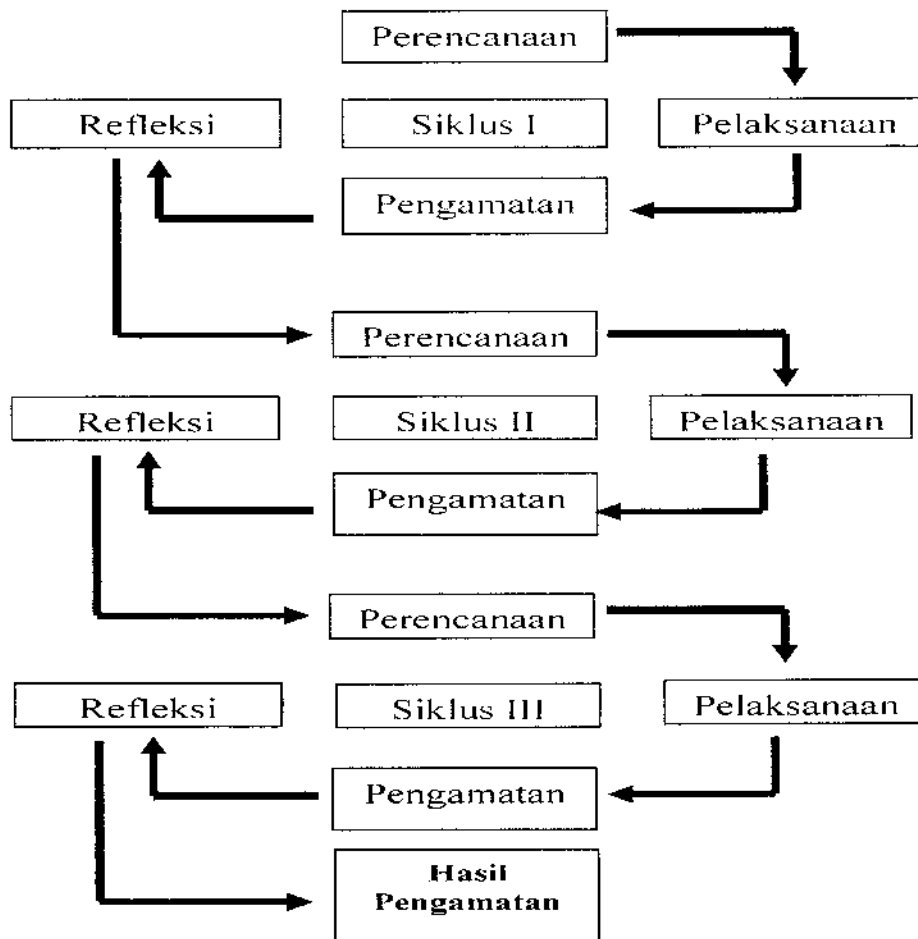 Perencanaan
Refleksi
Siklus I
Pelaksanaan
Pengamatan
Perencanaan
Refleksi
Siklus II
Pelaksanaan
Pengamatan
Perencanaan
Refleksi
Siklus III
Pelaksanaan
Pengamatan
Hasil
Pengamatan